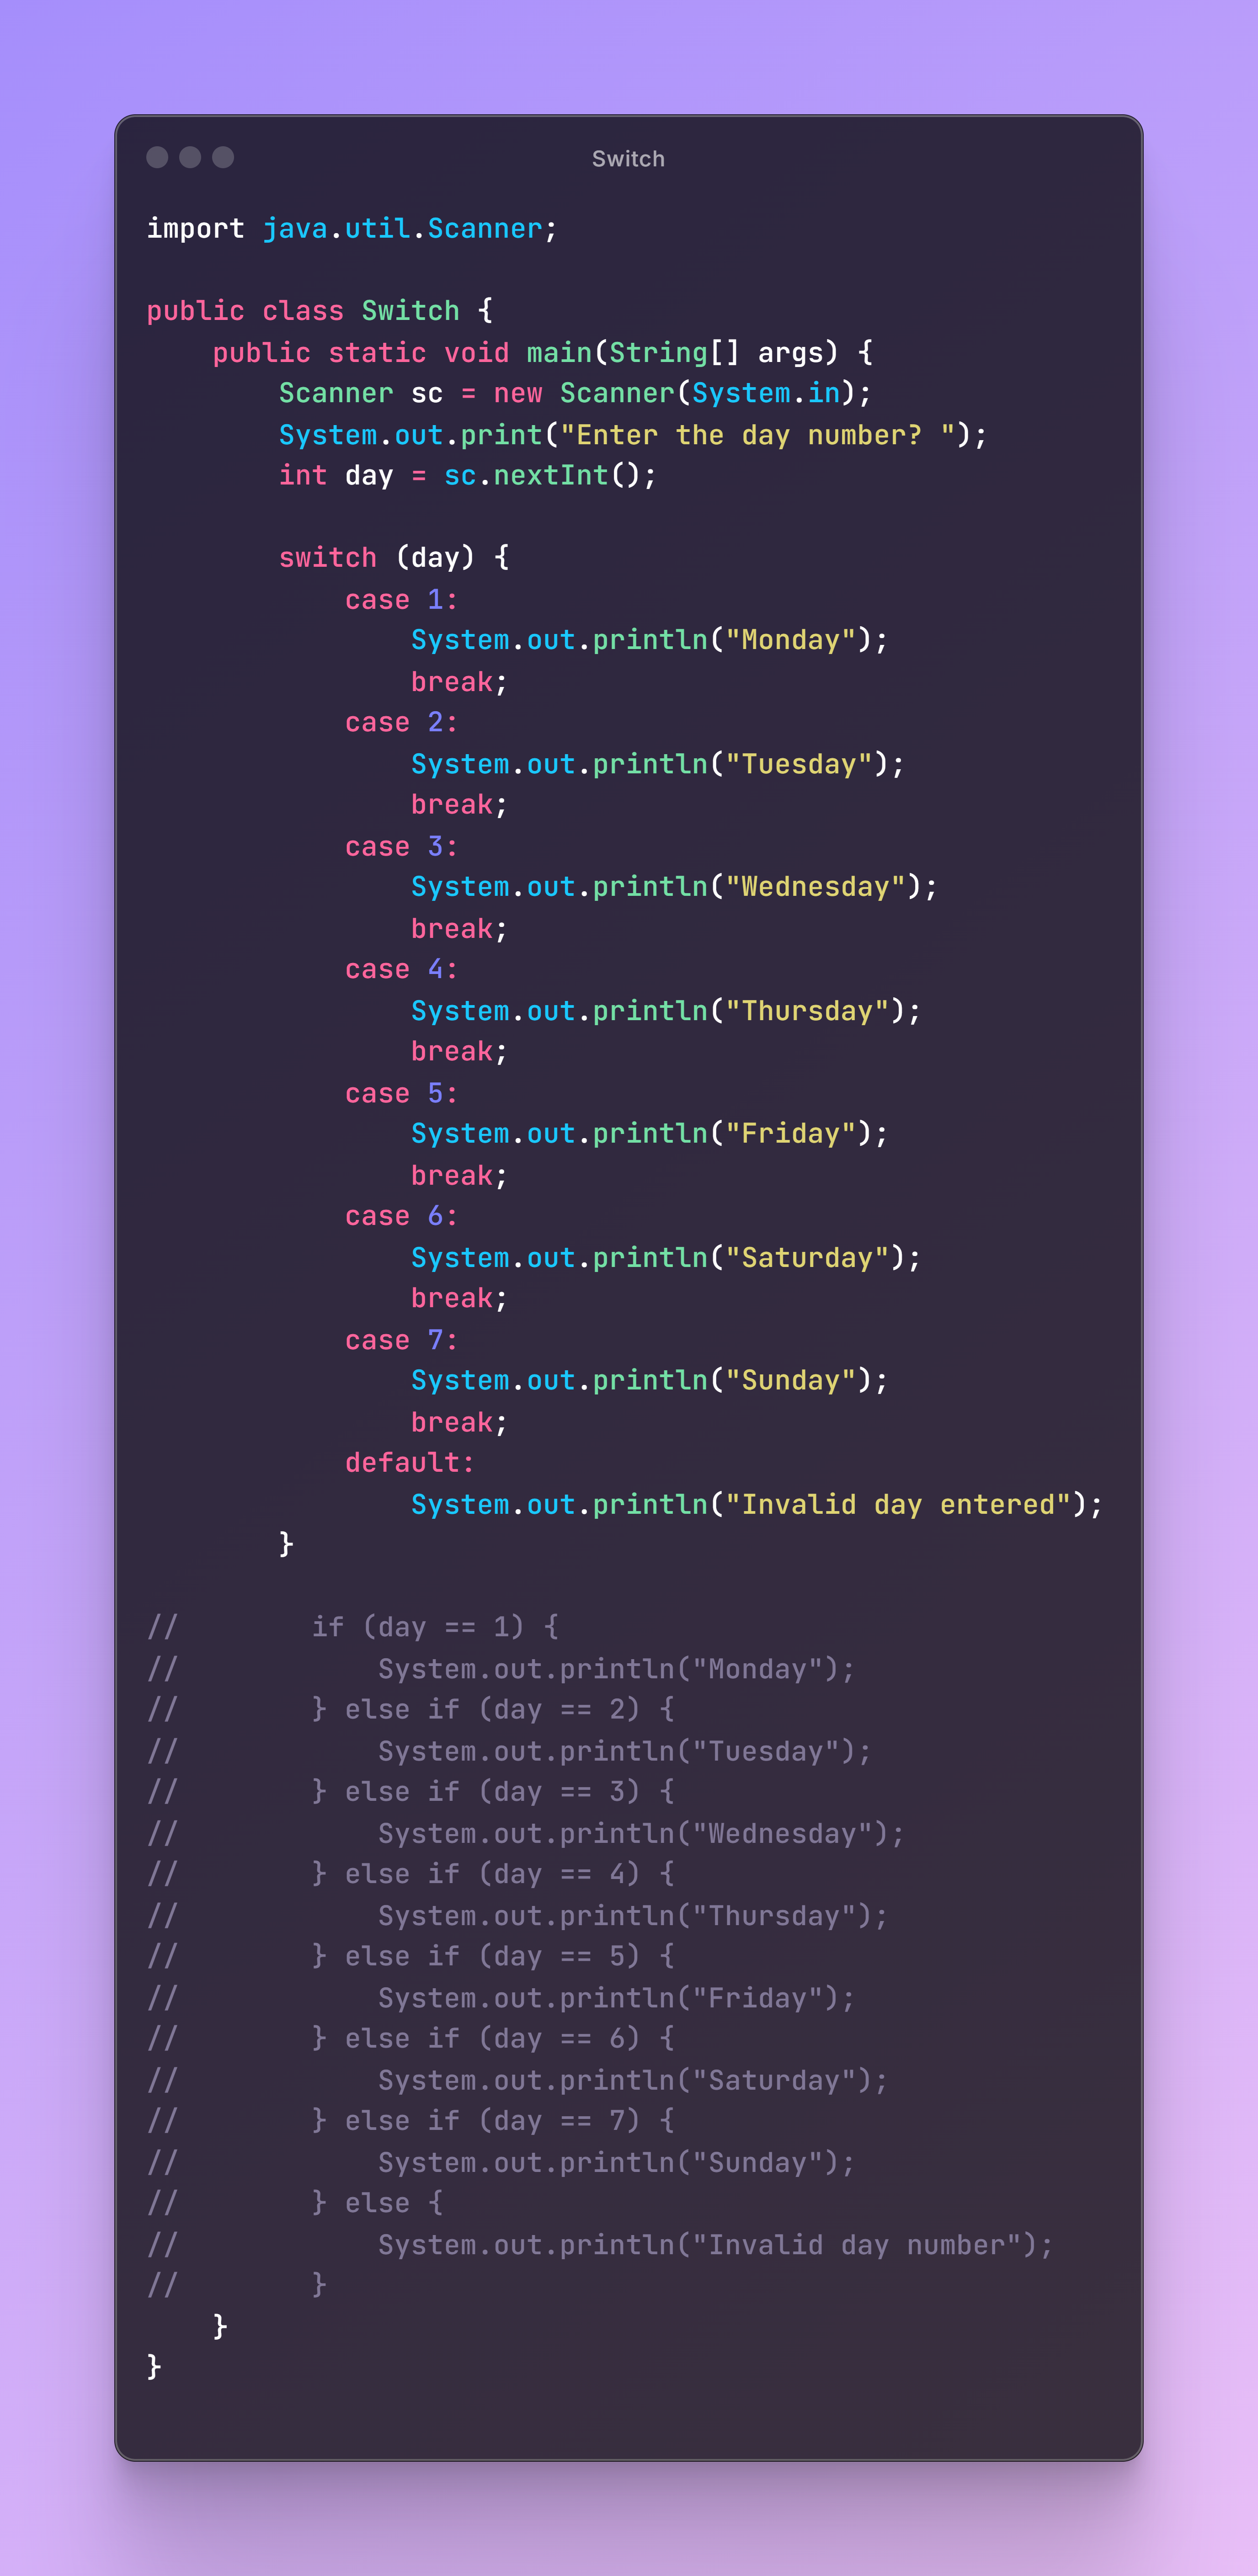 Switch
import java.util.Scanner;
public class Switch {
    public static void main(String[] args) {
        Scanner sc = new Scanner(System.in);
        System.out.print("Enter the day number? ");
        int day = sc.nextInt();
        switch (day) {
            case 1:
                System.out.println("Monday");
                break;
            case 2:
                System.out.println("Tuesday");
                break;
            case 3:
                System.out.println("Wednesday");
                break;
            case 4:
                System.out.println("Thursday");
                break;
            case 5:
                System.out.println("Friday");
                break;
            case 6:
                System.out.println("Saturday");
                break;
            case 7:
                System.out.println("Sunday");
                break;
            default:
                System.out.println("Invalid day entered");
        }
//        if (day == 1) {
//            System.out.println("Monday");
//        } else if (day == 2) {
//            System.out.println("Tuesday");
//        } else if (day == 3) {
//            System.out.println("Wednesday");
//        } else if (day == 4) {
//            System.out.println("Thursday");
//        } else if (day == 5) {
//            System.out.println("Friday");
//        } else if (day == 6) {
//            System.out.println("Saturday");
//        } else if (day == 7) {
//            System.out.println("Sunday");
//        } else {
//            System.out.println("Invalid day number");
//        }
    }
}